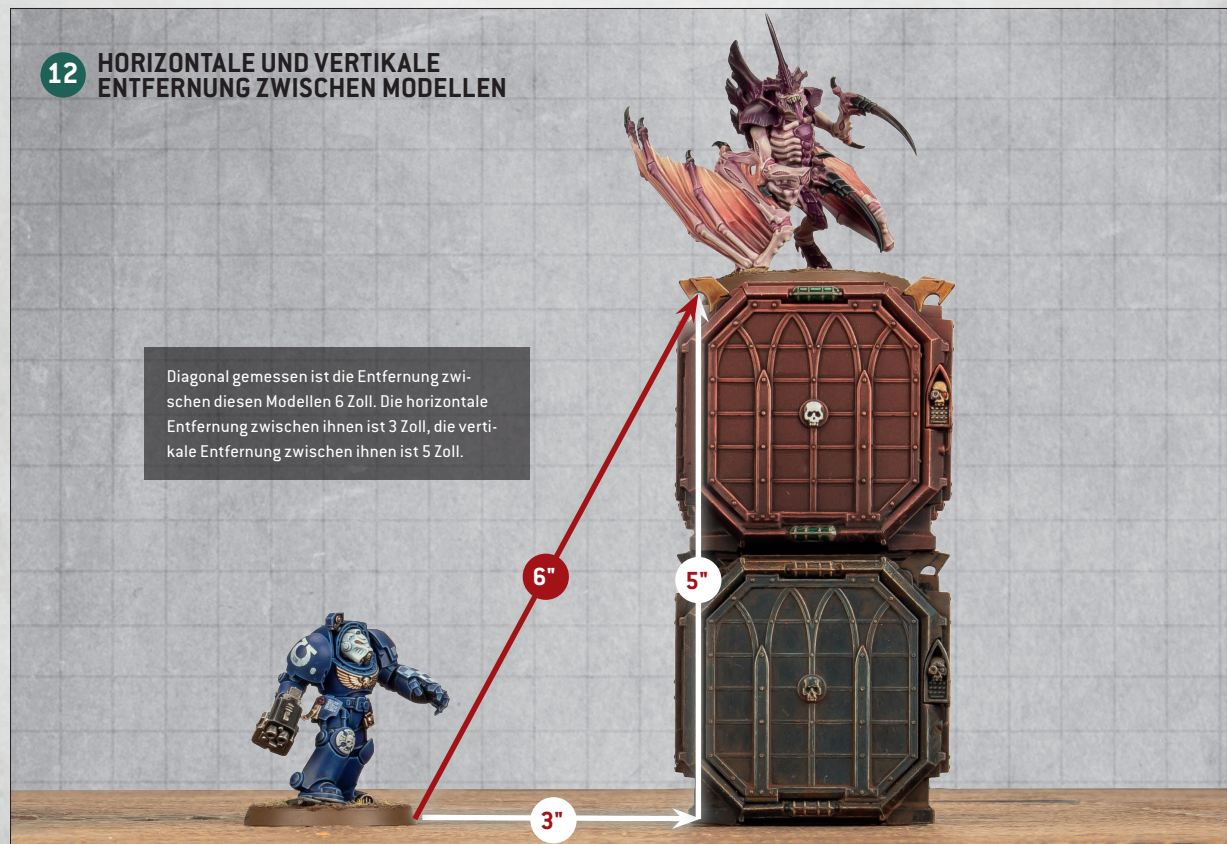 12
HORIZONTALE UND VERTIKALE
ENTFERNUNG ZWISCHEN MODELLEN
Diagonal gemessen ist die Entfernung zwi-
schen diesen Modellen 6 Zoll. Die horizontale
Entfernung zwischen ihnen ist 3 Zoll, die verti-
kale Entfernung zwischen ihnen ist 5 Zoll.
6"
5"
3"